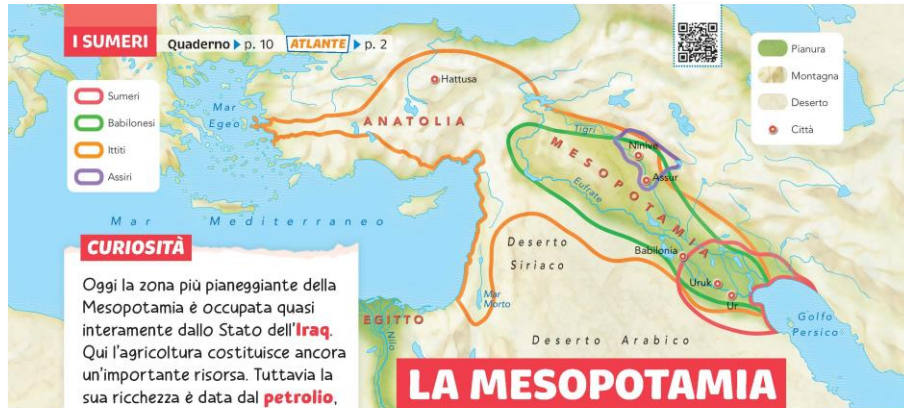 I SUMERI
Quaderno ▶ p. 10 ATLANTE ▶ p. 2
Sumeri
Babilonesi
Ittiti
Assiri
Pianura
Montagna
Deserto
Città
Hattusa
Mar
Egeo
ANATOLIA
Tigri
Ninive
MESOPOTAMIA
Assur
Eufrate
Mar Mediterraneo
Deserto
Siriaco
Babilonia
Uruk
Ur
Mar
Morto
EGITTO
Nilo
Golfo
Persico
Deserto Arabico
CURIOSITÀ
Oggi la zona più pianeggiante della
Mesopotamia è occupata quasi
interamente dallo Stato dell'Iraq.
Qui l'agricoltura costituisce ancora
un'importante risorsa. Tuttavia la
sua ricchezza è data dal petrolio,
LA MESOPOTAMIA